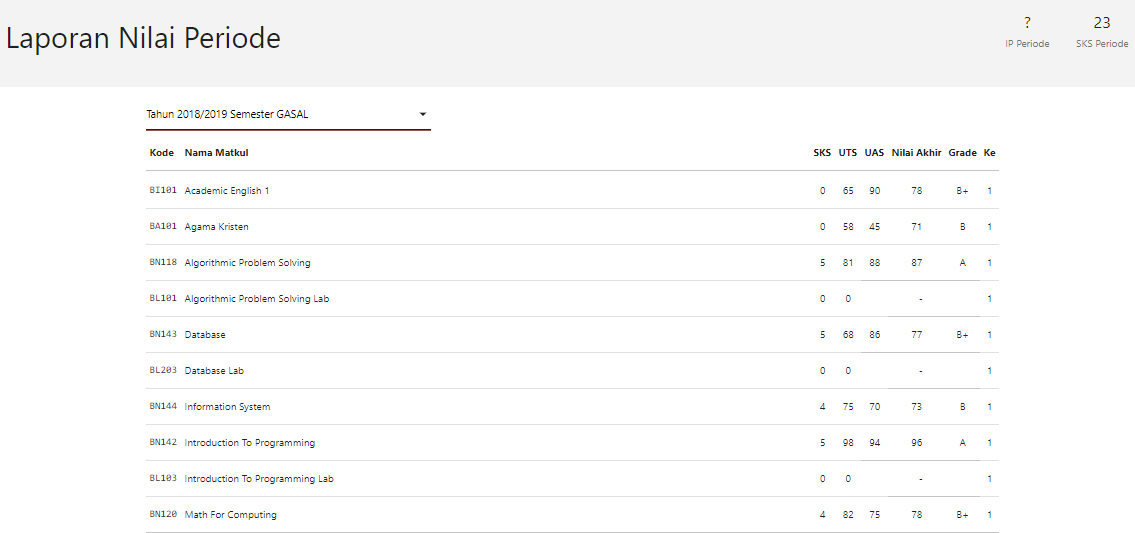 Laporan Nilai Periode
? 23
IP Periode SKS Periode
Tahun 2018/2019 Semester GASAL
Kode Nama Matkul SKS UTS UAS Nilai Akhir Grade Ke
BI101 Academic English 1 0 65 90 78 B+ 1
BA101 Agama Kristen 0 58 45 71 B 1
BN118 Algorithmic Problem Solving 5 81 88 87 A 1
BL101 Algorithmic Problem Solving Lab 0 0 - 1
BN143 Database 5 68 86 77 B+ 1
BL203 Database Lab 0 0 - 1
BN144 Information System 4 75 70 73 B 1
BN142 Introduction To Programming 5 98 94 96 A 1
BL103 Introduction To Programming Lab 0 0 - 1
BN120 Math For Computing 4 82 75 78 B+ 1